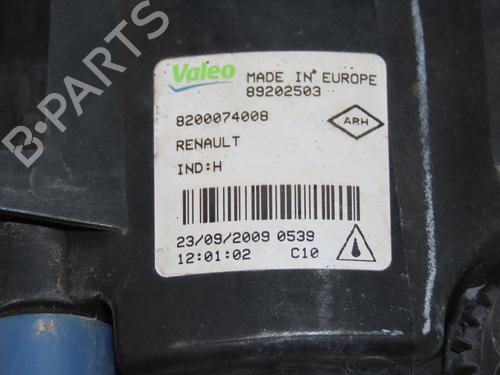 B-PARTS
Valeo MADE IN EUROPE
89202503
8200074008
RENAULT
ARH
IND:H
23/09/2009 0539
12:01:02 C10